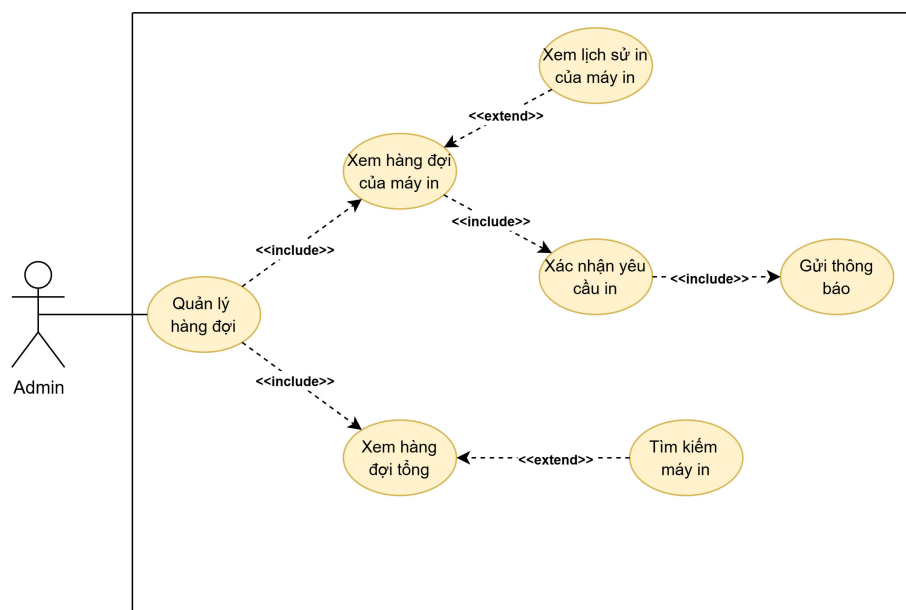 Xem lịch sử in
của máy in
<<extend>>
Xem hàng đợi
của máy in
<<include>>
<<include>>
Xác nhận yêu
cầu in
<<include>>
Gửi thông
báo
Quản lý
hàng đợi
Admin
<<include>>
Xem hàng
đợi tổng
<<extend>>
Tìm kiếm
máy in